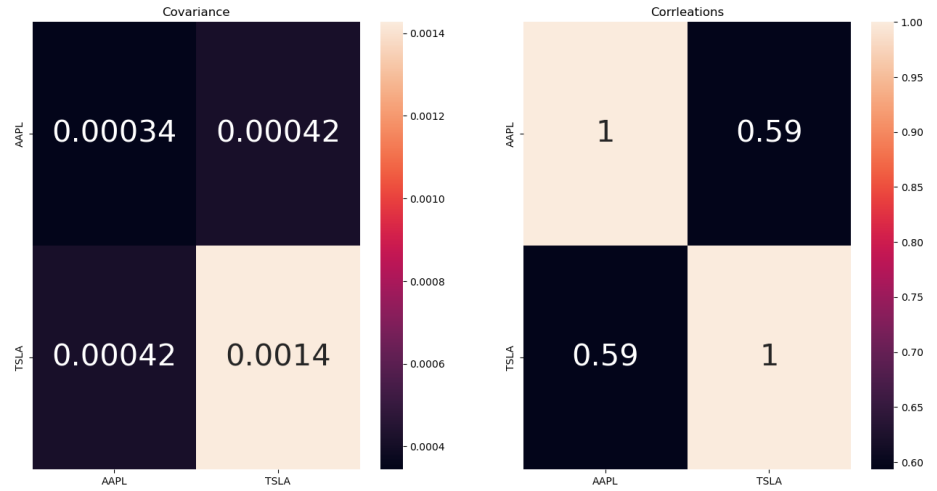 Covariance
AAPL
TSLA
0.00034 0.00042
0.00042 0.0014
AAPL TSLA
0.0014
0.0012
0.0010
0.0008
0.0006
0.0004
Corrleations
AAPL
TSLA
1 0.59
0.59 1
AAPL TSLA
1.00
0.95
0.90
0.85
0.80
0.75
0.70
0.65
0.60